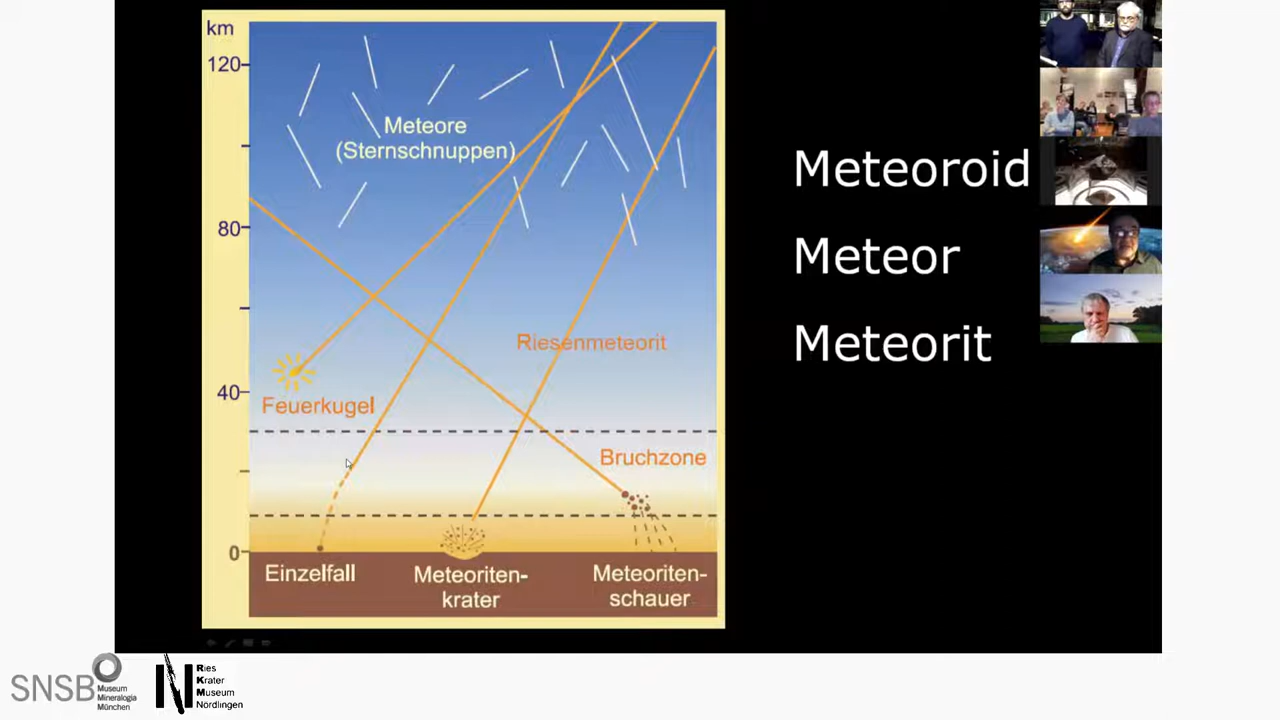 km
120
Meteore
(Sternschnuppen)
80
Riesenmeteorit
40
Feuerkugel
Bruchzone
0
Einzelfall
Meteoriten-
krater
Meteoriten-
schauer
Meteoroid
Meteor
Meteorit
SNSB
Museum
Mineralogia
München
Ries
Krater
Museum
Nördlingen